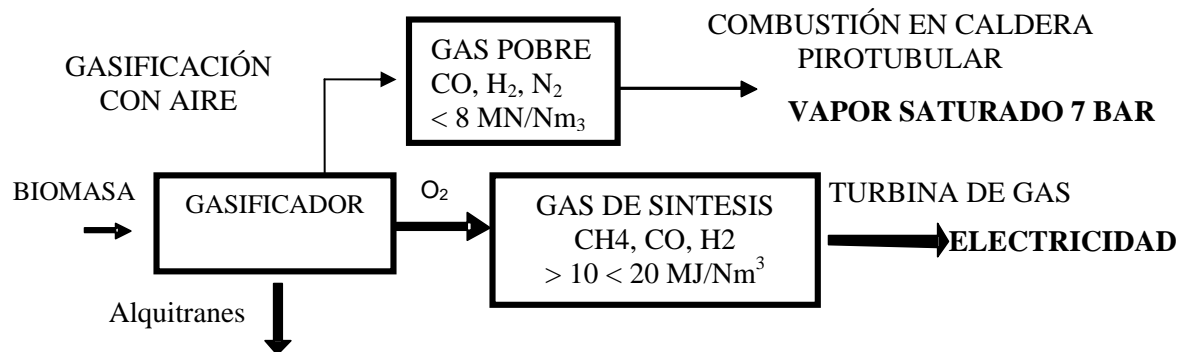 GASIFICACIÓN
CON AIRE
GAS POBRE
CO, H₂, N₂
< 8 MN/Nm₃
COMBUSTIÓN EN CALDERA
PIROTUBULAR
VAPOR SATURADO 7 BAR
BIOMASA
GASIFICADOR
O₂
GAS DE SINTESIS
CH4, CO, H2
> 10 < 20 MJ/Nm³
TURBINA DE GAS
ELECTRICIDAD
Alquitranes